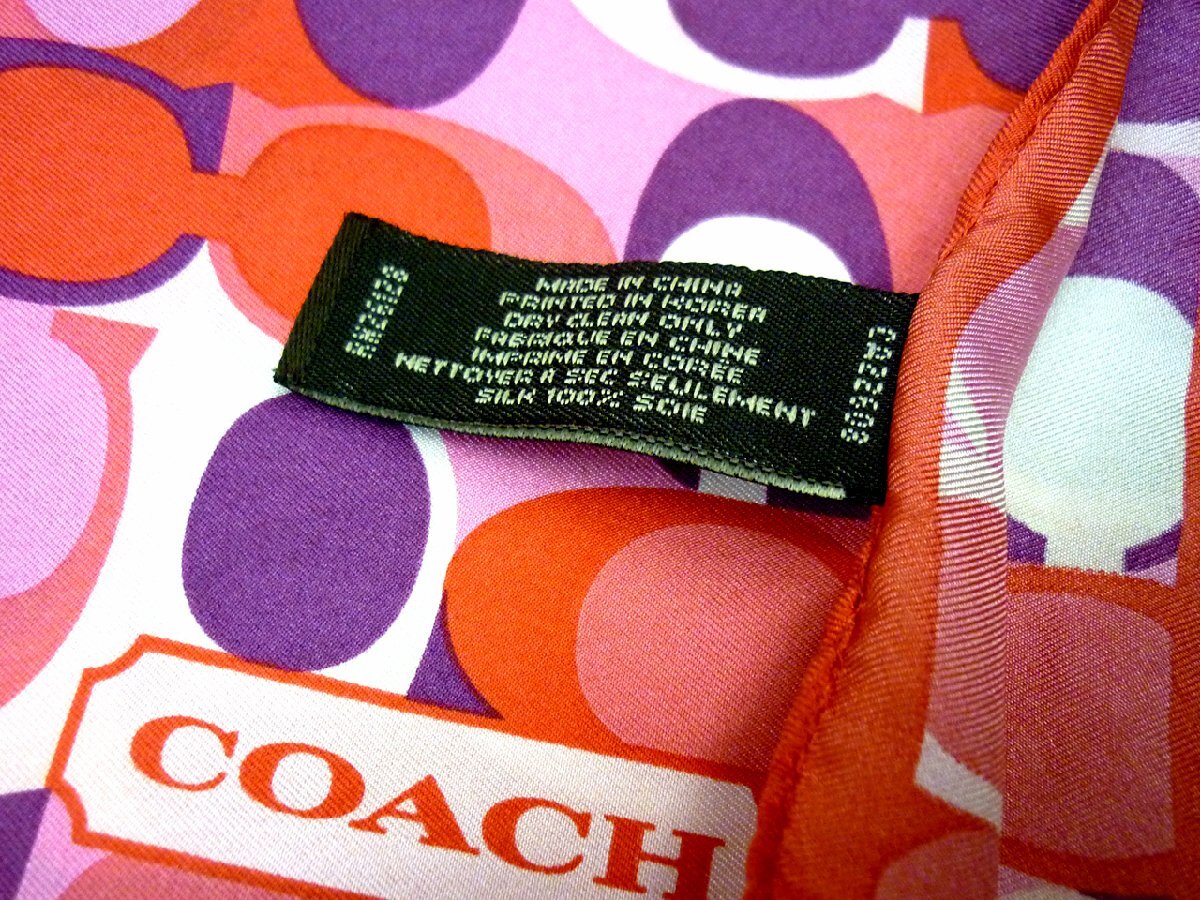 MADE IN CHINA
PRINTED IN KOREA
DRY CLEAN ONLY
FABRIQUE EN CHINE
IMPRIME EN COREE
NETTOYER A SEC SEULEMENT
SILK 100% SOIE
COACH